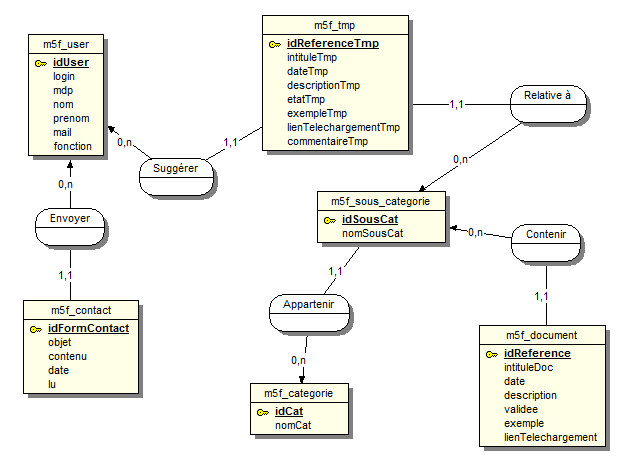 m5f_tmp
idReferenceTmp
intituleTmp
dateTmp
descriptionTmp
etatTmp
exempleTmp
lienTelechargementTmp
commentaireTmp
m5f_user
idUser
login
mdp
nom
prenom
mail
fonction
Relative à
1,1
0,n
1,1
0,n
Suggérer
0,n
m5f_sous_categorie
idSousCat
nomSousCat
Envoyer
0,n
Contenir
1,1
1,1
1,1
Appartenir
m5f_contact
idFormContact
objet
contenu
date
lu
0,n
m5f_document
idReference
intituleDoc
date
description
validee
exemple
lienTelechargement
m5f_categorie
idCat
nomCat